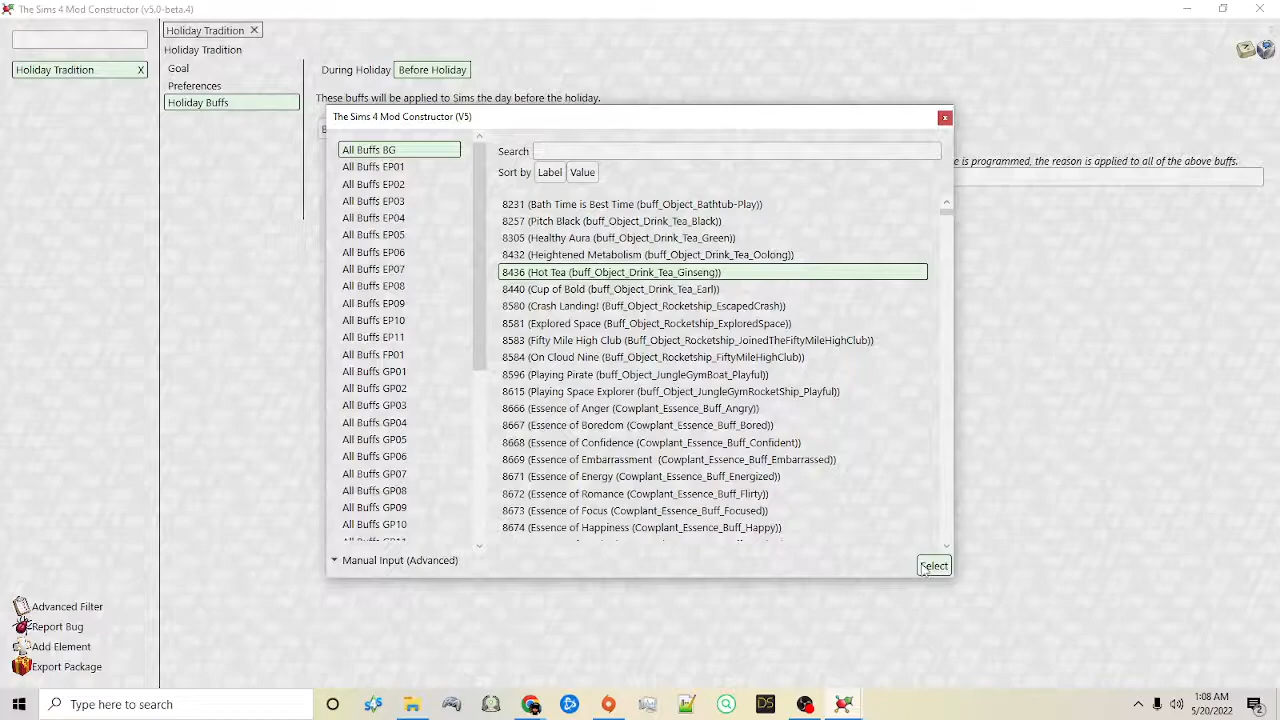 The Sims 4 Mod Constructor (v5.0-beta.4)
Holiday Tradition X
Holiday Tradition
Goal
Preferences
Holiday Buffs
Holiday Tradition X
During Holiday Before Holiday
These buffs will be applied to Sims the day before the holiday.
e is programmed, the reason is applied to all of the above buffs.
The Sims 4 Mod Constructor (V5)
x
All Buffs BG
All Buffs EP01
All Buffs EP02
All Buffs EP03
All Buffs EP04
All Buffs EP05
All Buffs EP06
All Buffs EP07
All Buffs EP08
All Buffs EP09
All Buffs EP10
All Buffs EP11
All Buffs FP01
All Buffs GP01
All Buffs GP02
All Buffs GP03
All Buffs GP04
All Buffs GP05
All Buffs GP06
All Buffs GP07
All Buffs GP08
All Buffs GP09
All Buffs GP10
All Buffs GP11
Search
Sort by Label Value
8231 (Bath Time is Best Time (buff_Object_Bathtub-Play))
8257 (Pitch Black (buff_Object_Drink_Tea_Black))
8305 (Healthy Aura (buff_Object_Drink_Tea_Green))
8432 (Heightened Metabolism (buff_Object_Drink_Tea_Oolong))
8436 (Hot Tea (buff_Object_Drink_Tea_Ginseng))
8440 (Cup of Bold (buff_Object_Drink_Tea_Earl))
8580 (Crash Landing! (Buff_Object_Rocketship_EscapedCrash))
8581 (Explored Space (Buff_Object_Rocketship_ExploredSpace))
8583 (Fifty Mile High Club (Buff_Object_Rocketship_JoinedTheFiftyMileHighClub))
8584 (On Cloud Nine (Buff_Object_Rocketship_FiftyMileHighClub))
8596 (Playing Pirate (buff_Object_JungleGymBoat_Playful))
8615 (Playing Space Explorer (buff_Object_JungleGymRocketShip_Playful))
8666 (Essence of Anger (Cowplant_Essence_Buff_Angry))
8667 (Essence of Boredom (Cowplant_Essence_Buff_Bored))
8668 (Essence of Confidence (Cowplant_Essence_Buff_Confident))
8669 (Essence of Embarrassment (Cowplant_Essence_Buff_Embarrassed))
8671 (Essence of Energy (Cowplant_Essence_Buff_Energized))
8672 (Essence of Romance (Cowplant_Essence_Buff_Flirty))
8673 (Essence of Focus (Cowplant_Essence_Buff_Focused))
8674 (Essence of Happiness (Cowplant_Essence_Buff_Happy))
Manual Input (Advanced)
Select
Advanced Filter
Report Bug
Add Element
Export Package
Type here to search
D5
1:08 AM
5/20/2022
2